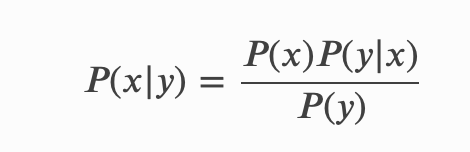 P(x|y) = P(x)P(y|x) / P(y)